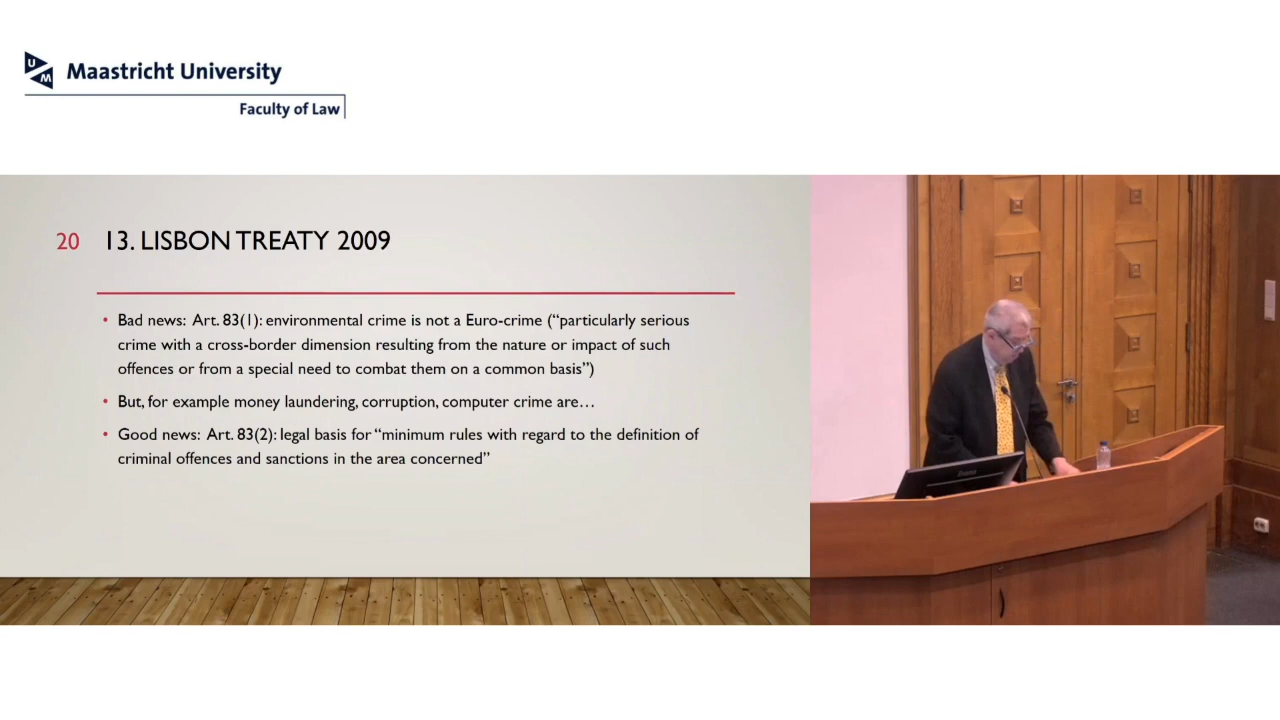 UM
Maastricht University
Faculty of Law
20 13. LISBON TREATY 2009
• Bad news: Art. 83(1): environmental crime is not a Euro-crime (“particularly serious
crime with a cross-border dimension resulting from the nature or impact of such
offences or from a special need to combat them on a common basis”)
• But, for example money laundering, corruption, computer crime are…
• Good news: Art. 83(2): legal basis for “minimum rules with regard to the definition of
criminal offences and sanctions in the area concerned”